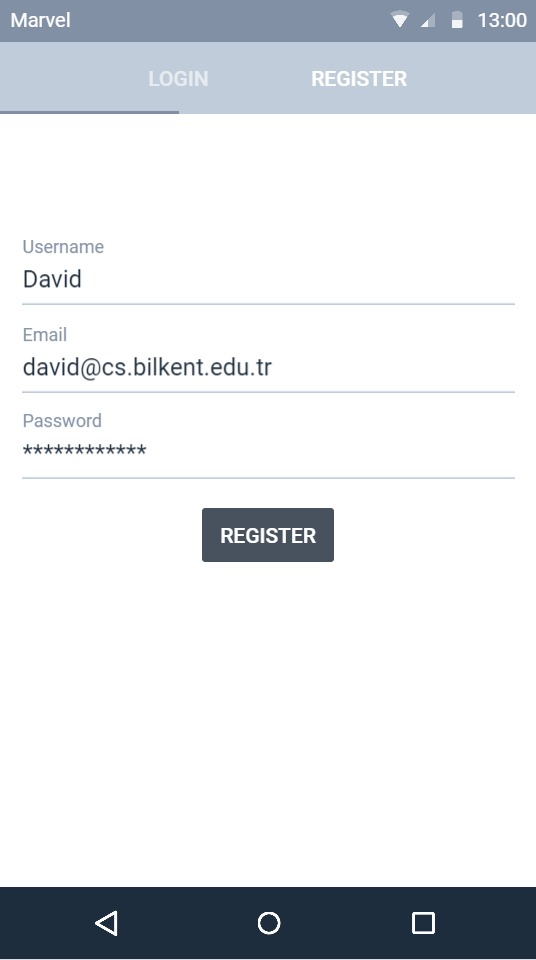 Marvel 13:00
LOGIN REGISTER
Username
David
Email
david@cs.bilkent.edu.tr
Password
************
REGISTER